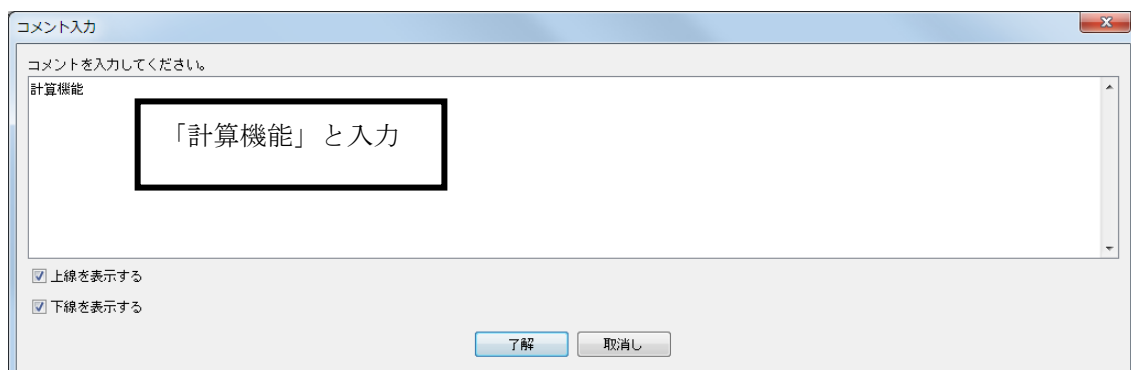 コメント入力
コメントを入力してください。
計算機能
「計算機能」と入力
上線を表示する
下線を表示する
了解
取消し